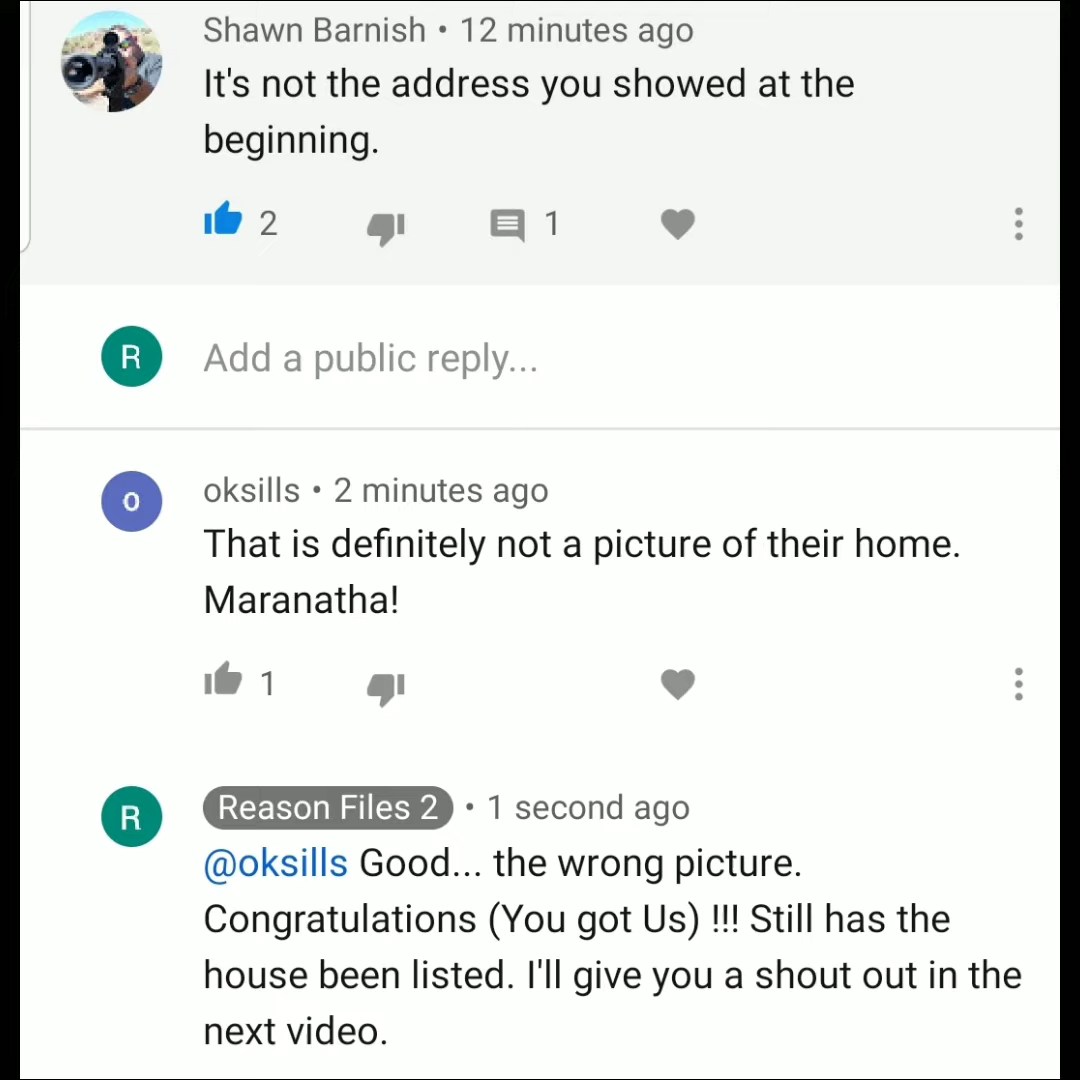 Shawn Barnish • 12 minutes ago
It's not the address you showed at the
beginning.
2 1
R Add a public reply...
o oksills • 2 minutes ago
That is definitely not a picture of their home.
Maranatha!
1
R Reason Files 2 • 1 second ago
@oksills Good... the wrong picture.
Congratulations (You got Us) !!! Still has the
house been listed. I'll give you a shout out in the
next video.